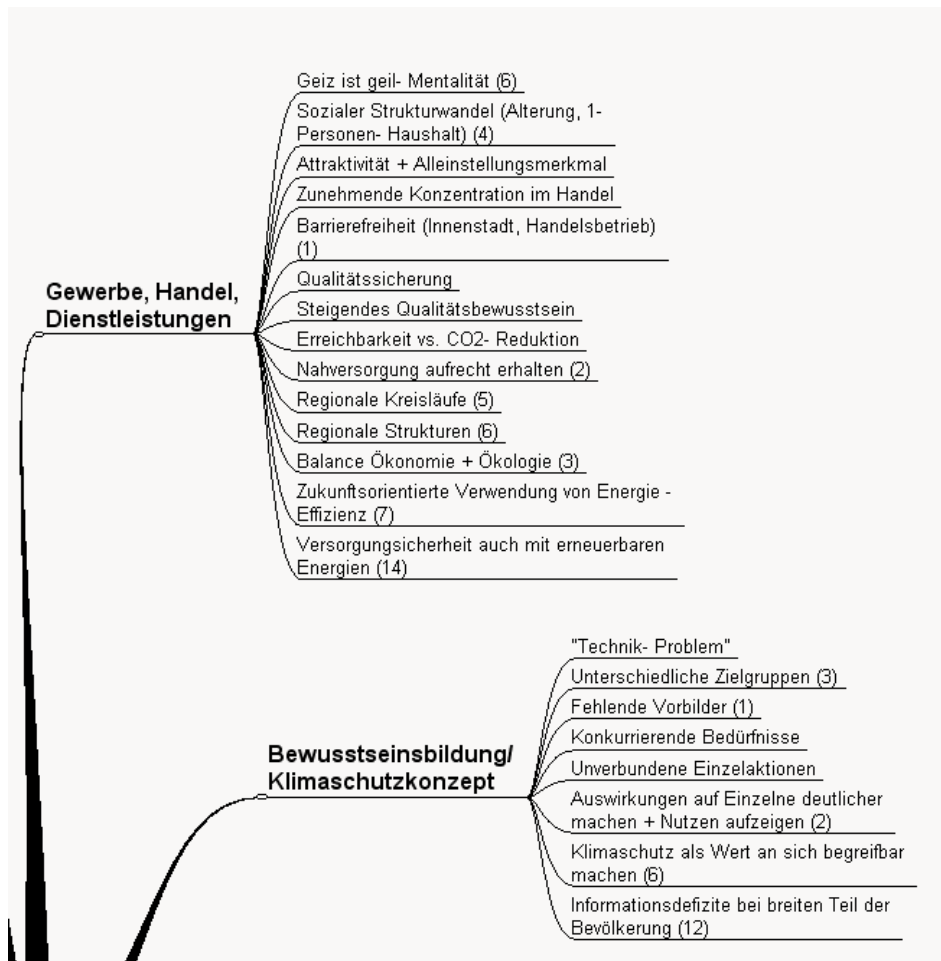 Gewerbe, Handel,
Dienstleistungen
Geiz ist geil- Mentalität (6)
Sozialer Strukturwandel (Alterung, 1-
Personen- Haushalt) (4)
Attraktivität + Alleinstellungsmerkmal
Zunehmende Konzentration im Handel
Barrierefreiheit (Innenstadt, Handelsbetrieb)
(1)
Qualitätssicherung
Steigendes Qualitätsbewusstsein
Erreichbarkeit vs. CO2- Reduktion
Nahversorgung aufrecht erhalten (2)
Regionale Kreisläufe (5)
Regionale Strukturen (6)
Balance Ökonomie + Ökologie (3)
Zukunftsorientierte Verwendung von Energie -
Effizienz (7)
Versorgungsicherheit auch mit erneuerbaren
Energien (14)
Bewusstseinsbildung/
Klimaschutzkonzept
"Technik- Problem"
Unterschiedliche Zielgruppen (3)
Fehlende Vorbilder (1)
Konkurrierende Bedürfnisse
Unverbundene Einzelaktionen
Auswirkungen auf Einzelne deutlicher
machen + Nutzen aufzeigen (2)
Klimaschutz als Wert an sich begreifbar
machen (6)
Informationsdefizite bei breiten Teil der
Bevölkerung (12)